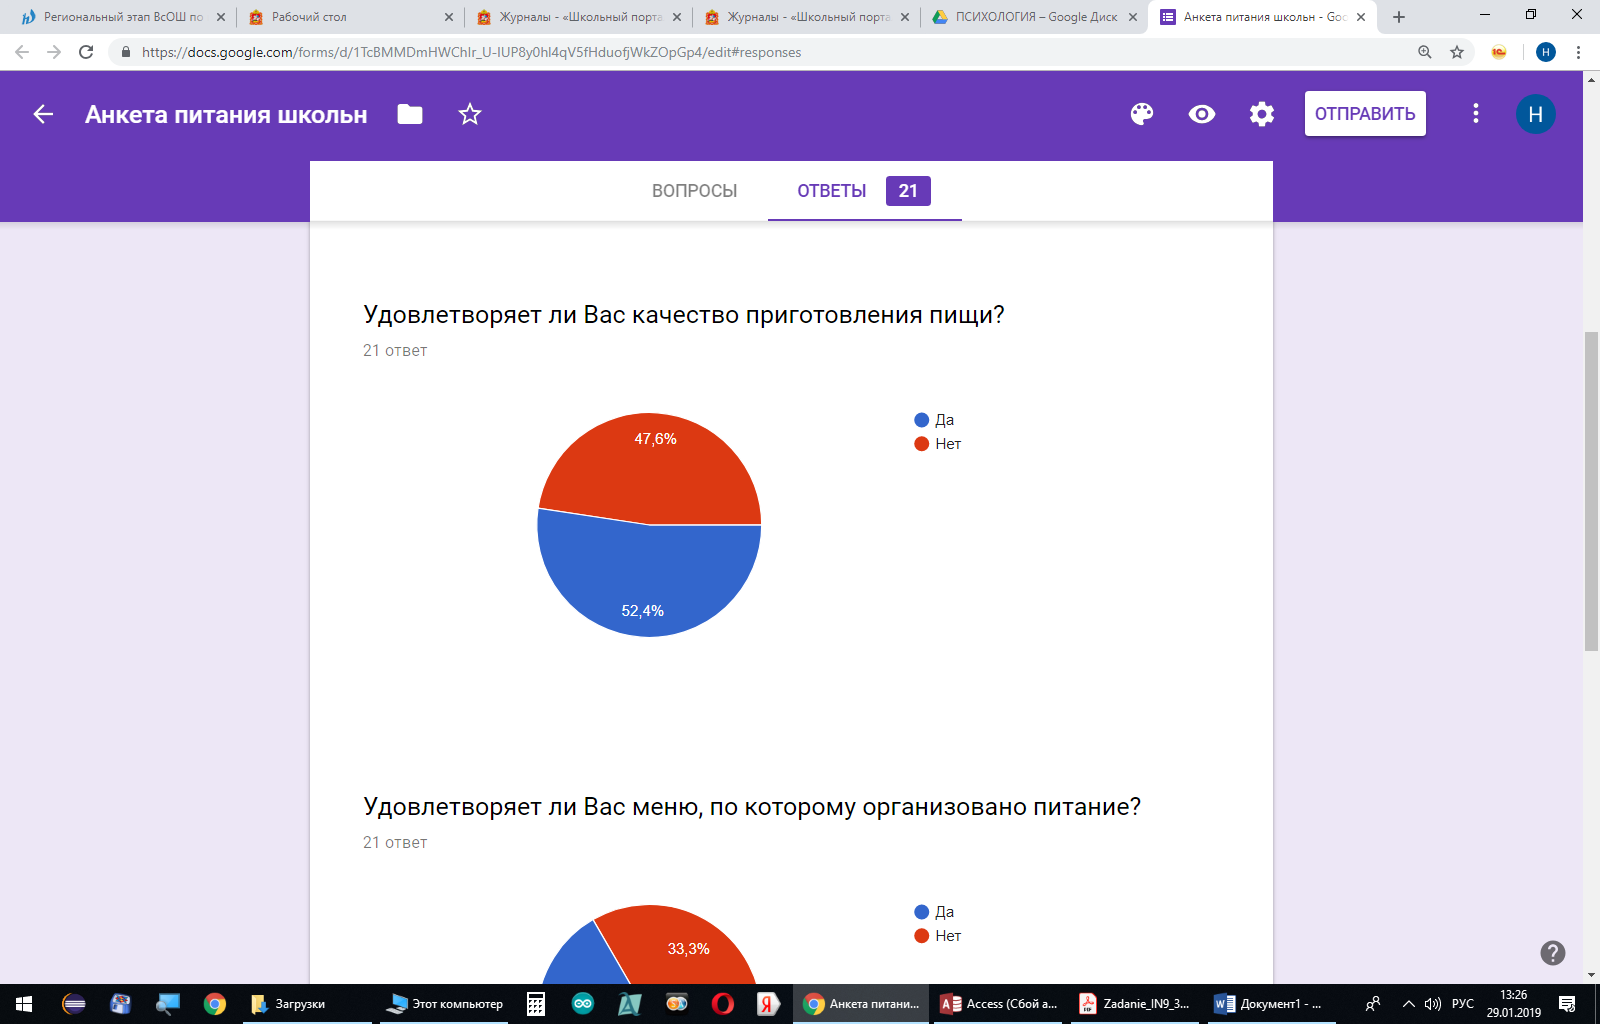 Региональный этап ВсОШ по
Рабочий стол
Журналы - «Школьный порта
Журналы - «Школьный порта
ПСИХОЛОГИЯ – Google Диск
Анкета питания школьн - Goo
https://docs.google.com/forms/d/1TcBMMDmHWChlr_U-IUP8y0hl4qV5fHduofjWkZOpGp4/edit#responses
1С
Н
Анкета питания школьн
ОТПРАВИТЬ
Н
ВОПРОСЫ
ОТВЕТЫ
21
Удовлетворяет ли Вас качество приготовления пищи?
21 ответ
47,6%
52,4%
Да
Нет
Удовлетворяет ли Вас меню, по которому организовано питание?
21 ответ
33,3%
Да
Нет
?
Загрузки
Этот компьютер
Анкета питани...
Access (Сбой а...
Zadanie_IN9_3...
Документ1 - ...
РУС
13:26
29.01.2019